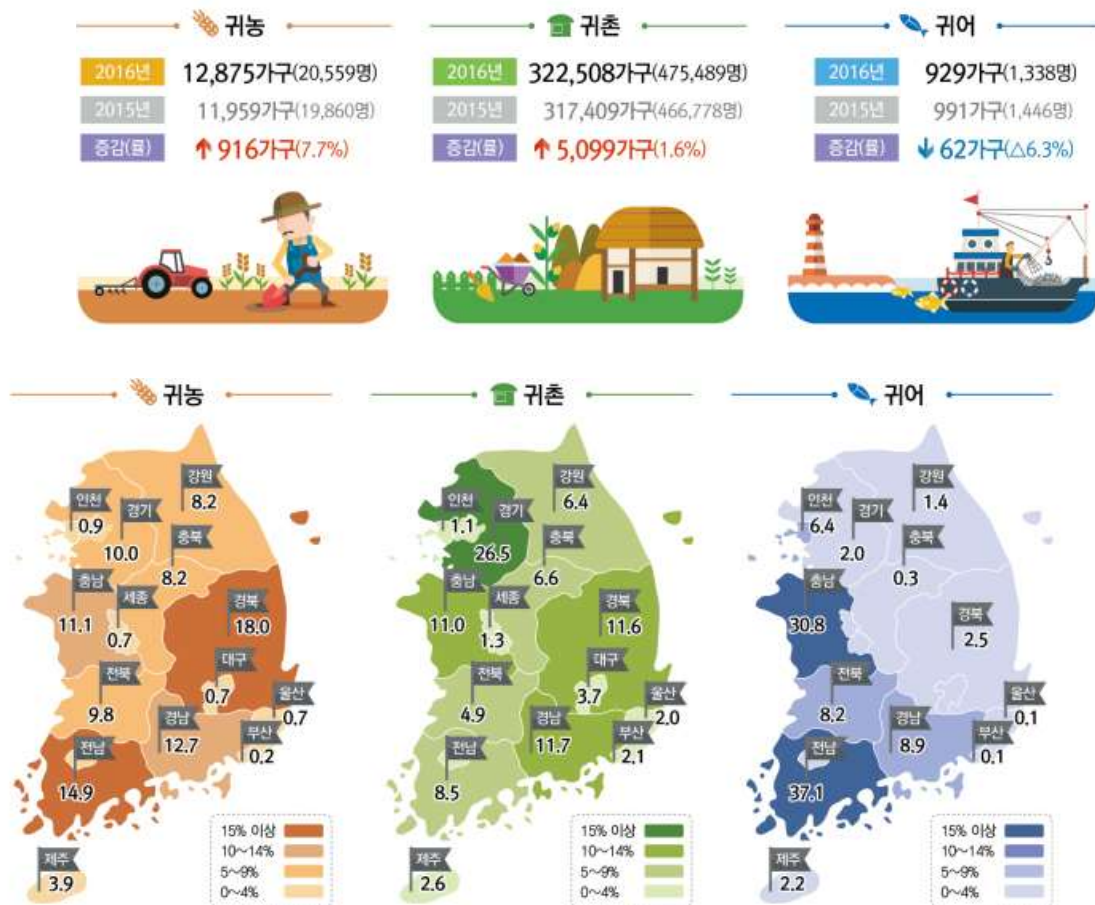 귀농
2016년 12,875가구(20,559명)
2015년 11,959가구(19,860명)
증감(률) ↑ 916가구(7.7%)
귀촌
2016년 322,508가구(475,489명)
2015년 317,409가구(466,778명)
증감(률) ↑ 5,099가구(1.6%)
귀어
2016년 929가구(1,338명)
2015년 991가구(1,446명)
증감(률) ↓ 62가구(△6.3%)
귀농
강원
8.2
인천
0.9
경기
10.0
충북
8.2
충남
11.1
세종
0.7
경북
18.0
대구
0.7
전북
9.8
울산
0.7
경남
12.7
부산
0.2
전남
14.9
제주
3.9
15% 이상
10~14%
5~9%
0~4%
귀촌
강원
6.4
인천
1.1
경기
26.5
충북
6.6
충남
11.0
세종
1.3
경북
11.6
대구
3.7
전북
4.9
울산
2.0
경남
11.7
부산
2.1
전남
8.5
제주
2.6
15% 이상
10~14%
5~9%
0~4%
귀어
강원
1.4
인천
6.4
경기
2.0
충북
0.3
충남
30.8
경북
2.5
전북
8.2
울산
0.1
경남
8.9
부산
0.1
전남
37.1
제주
2.2
15% 이상
10~14%
5~9%
0~4%